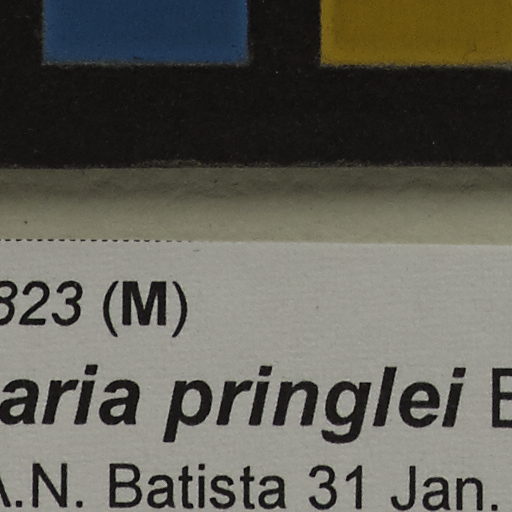 823 (M)
aria pringlei
A.N. Batista 31 Jan.